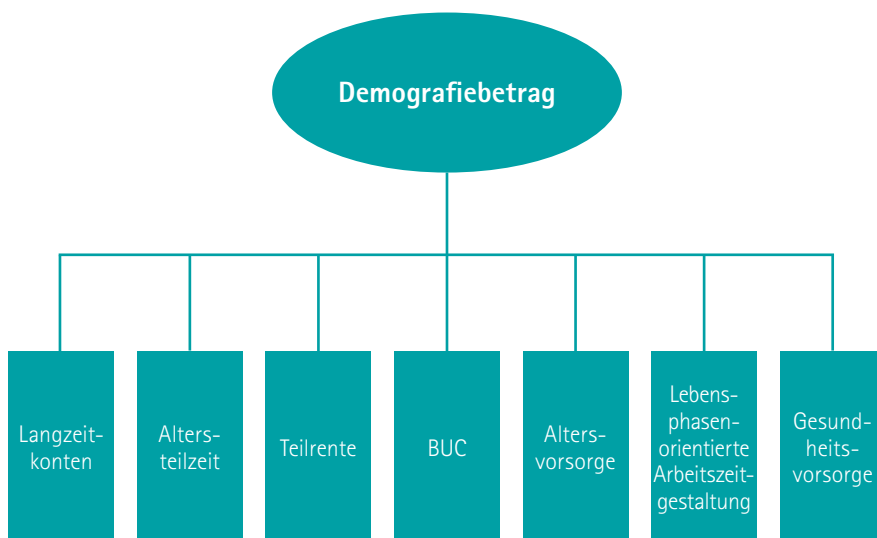 Demografiebetrag
Langzeit-
konten
Alters-
teilzeit
Teilrente
BUC
Alters-
vorsorge
Lebens-
phasen-
orientierte
Arbeitszeit-
gestaltung
Gesund-
heits-
vorsorge